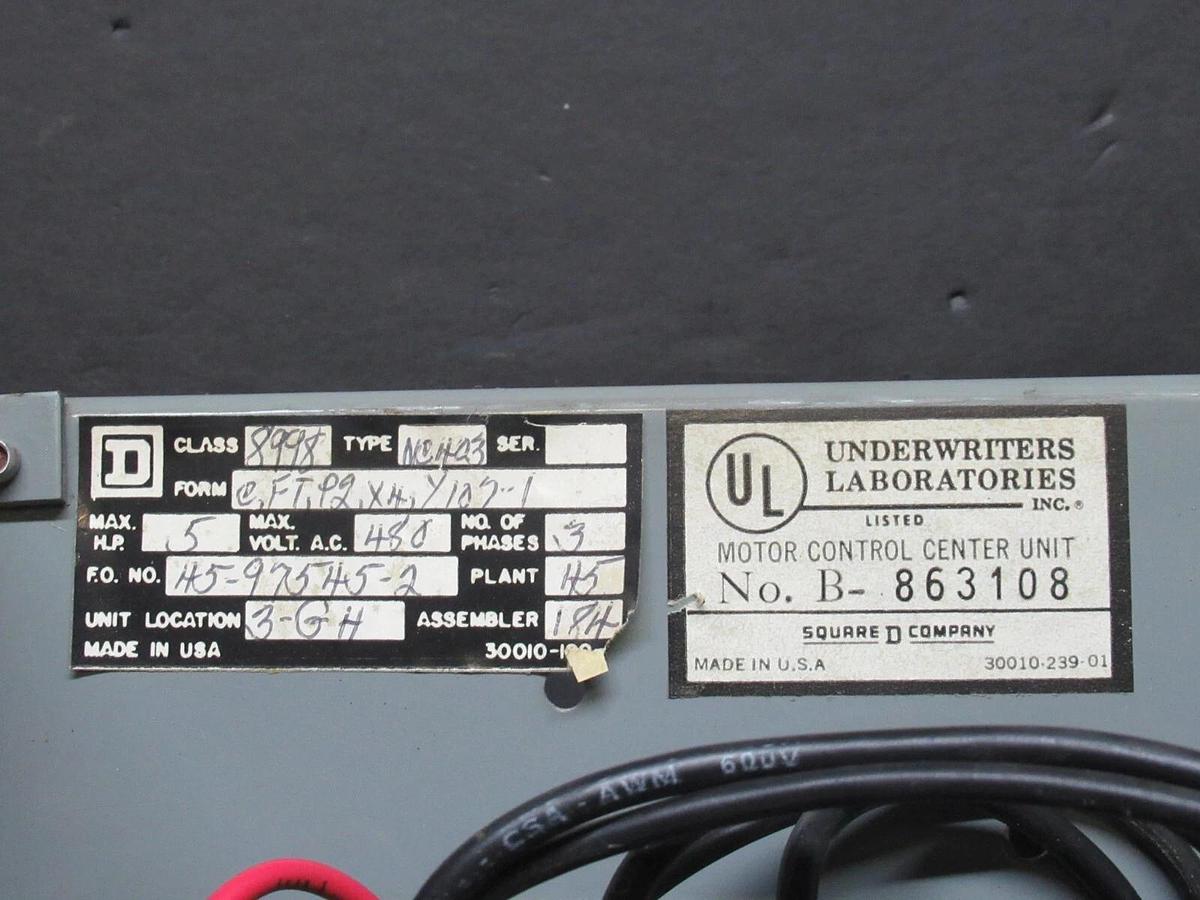 D CLASS 8998 TYPE NC4Q3 SER.
FORM C, FT, P2, X4, Y107-1
MAX. H.P. 5 MAX. VOLT. A.C. 480 NO. OF PHASES 3
F.O. NO. 45-97545-2 PLANT 45
UNIT LOCATION 3-GH ASSEMBLER 184
MADE IN USA 30010-
UL UNDERWRITERS
LABORATORIES
INC.®
LISTED
MOTOR CONTROL CENTER UNIT
No. B- 863108
SQUARE D COMPANY
MADE IN U.S.A 30010-239-01
CSA - AWM 600V